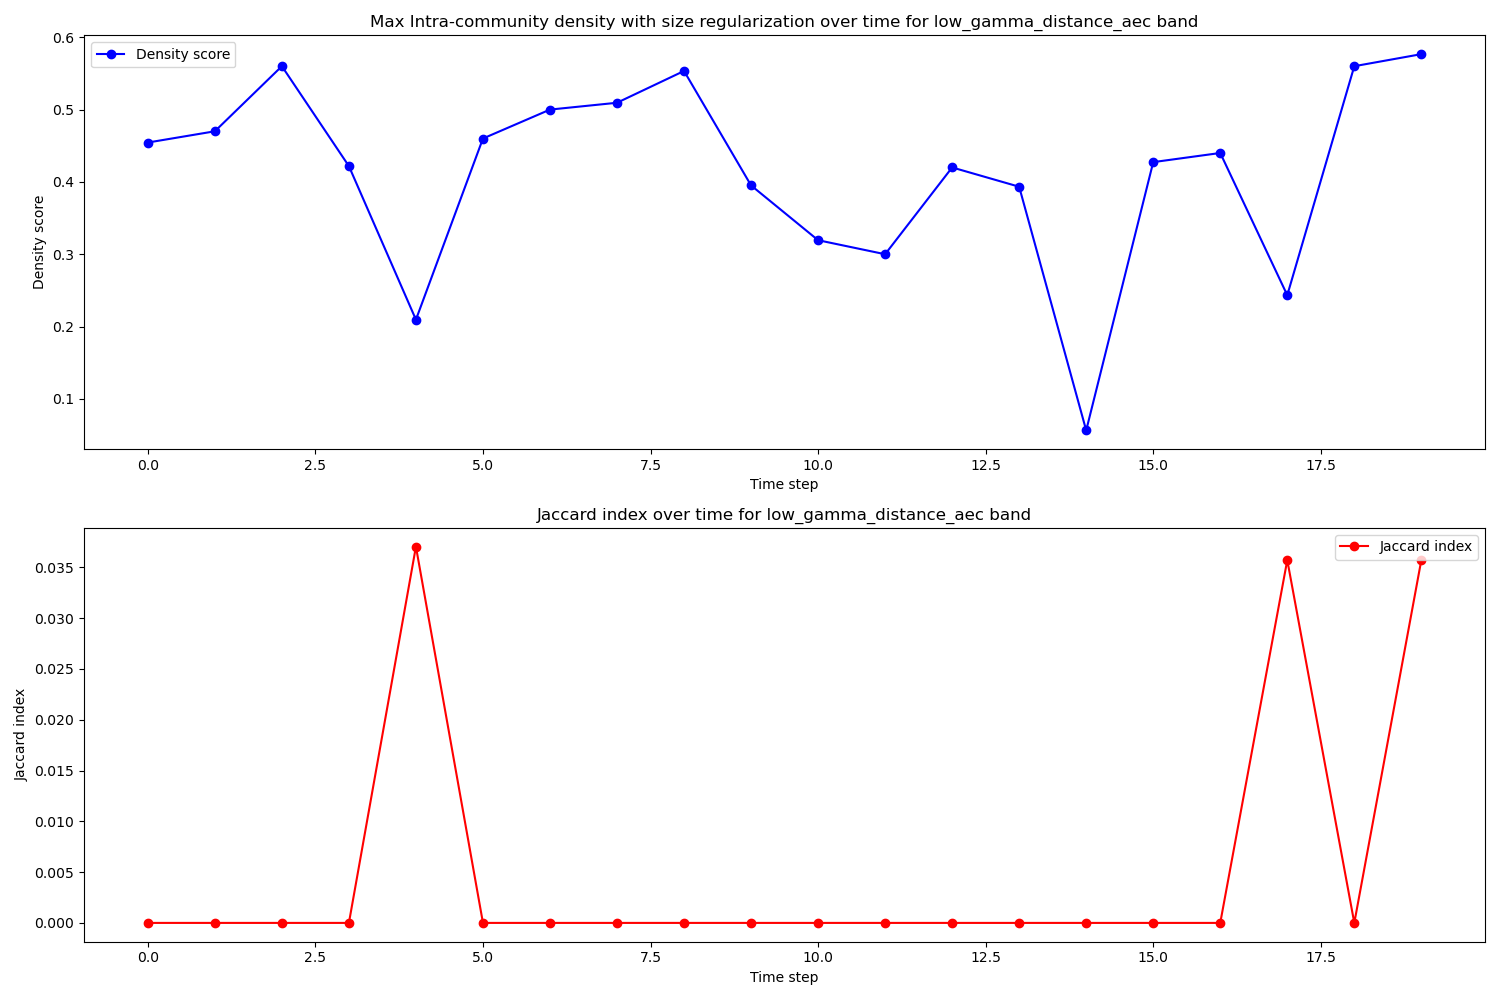 Max Intra-community density with size regularization over time for low_gamma_distance_aec band
Density score
0.6
0.5
0.4
0.3
0.2
0.1
Density score
0.0 2.5 5.0 7.5 10.0 12.5 15.0 17.5
Time step
Jaccard index over time for low_gamma_distance_aec band
Jaccard index
0.035
0.030
0.025
0.020
0.015
0.010
0.005
0.000
Jaccard index
0.0 2.5 5.0 7.5 10.0 12.5 15.0 17.5
Time step